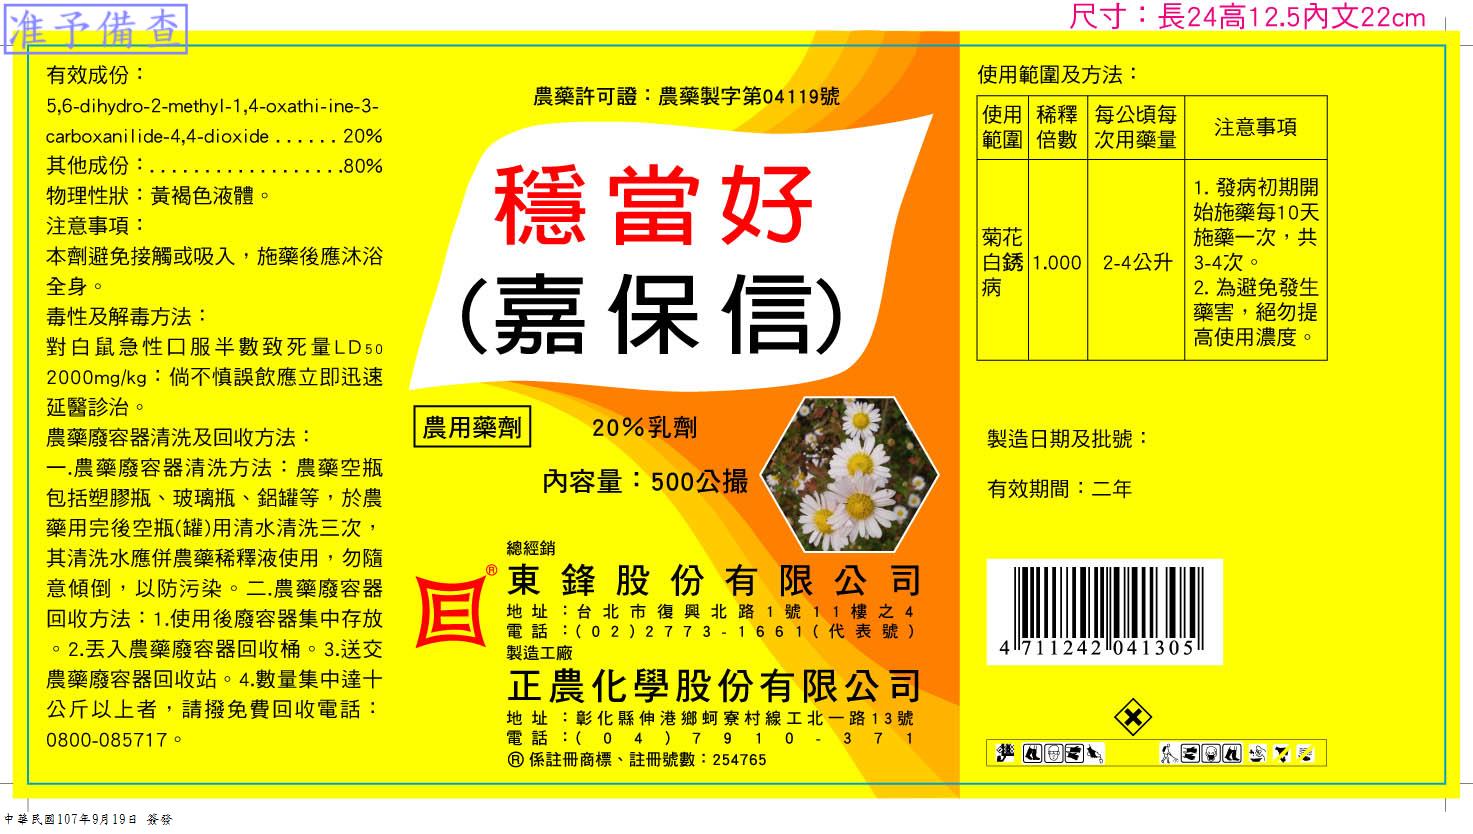 准予備查
尺寸：長24高12.5內文22cm
有效成份：
5,6-dihydro-2-methyl-1,4-oxathi-ine-3-
carboxanilide-4,4-dioxide ...... 20%
其他成份：..................80%
物理性狀：黃褐色液體。
注意事項：
本劑避免接觸或吸入，施藥後應沐浴
全身。
毒性及解毒方法：
對白鼠急性口服半數致死量LD50
2000mg/kg：倘不慎誤飲應立即迅速
延醫診治。
農藥廢容器清洗及回收方法：
一.農藥廢容器清洗方法：農藥空瓶
包括塑膠瓶、玻璃瓶、鋁罐等，於農
藥用完後空瓶(罐)用清水清洗三次，
其清洗水應併農藥稀釋液使用，勿隨
意傾倒，以防污染。二.農藥廢容器
回收方法：1.使用後廢容器集中存放
。2.丟入農藥廢容器回收桶。3.送交
農藥廢容器回收站。4.數量集中達十
公斤以上者，請撥免費回收電話：
0800-085717。
農藥許可證：農藥製字第04119號
穩當好
(嘉保信)
農用藥劑
20%乳劑
內容量：500公撮
總經銷
東鋒股份有限公司
地址：台北市復興北路1號11樓之4
電話：(02)2773-1661(代表號)
製造工廠
正農化學股份有限公司
地址：彰化縣伸港鄉蚵寮村線工北一路13號
電話：(04)7910-371
®係註冊商標、註冊號數：254765
®
使用範圍及方法：
使用範圍
稀釋倍數
每公頃每次用藥量
注意事項
菊花白銹病
1.000
2-4公升
1. 發病初期開
始施藥每10天
施藥一次，共
3-4次。
2. 為避免發生
藥害，絕勿提
高使用濃度。
製造日期及批號：
有效期間：二年
4 711242 041305
中華民國107年9月19日 簽發